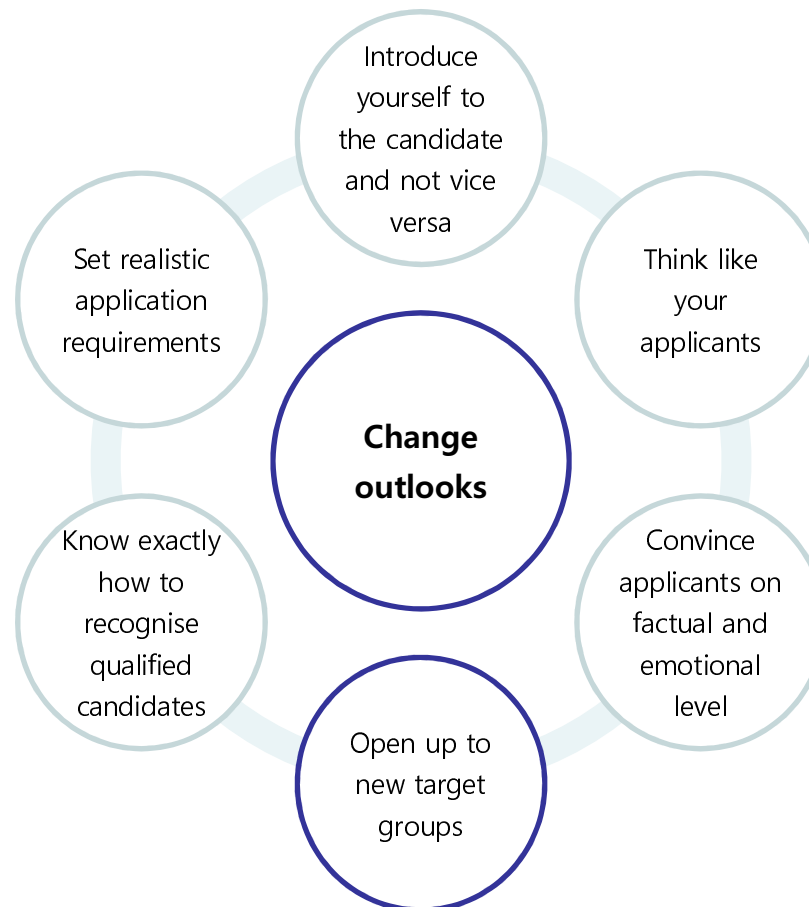 Introduce
yourself to
the candidate
and not vice
versa
Think like
your
applicants
Convince
applicants on
factual and
emotional
level
Open up to
new target
groups
Know exactly
how to
recognise
qualified
candidates
Set realistic
application
requirements
Change
outlooks